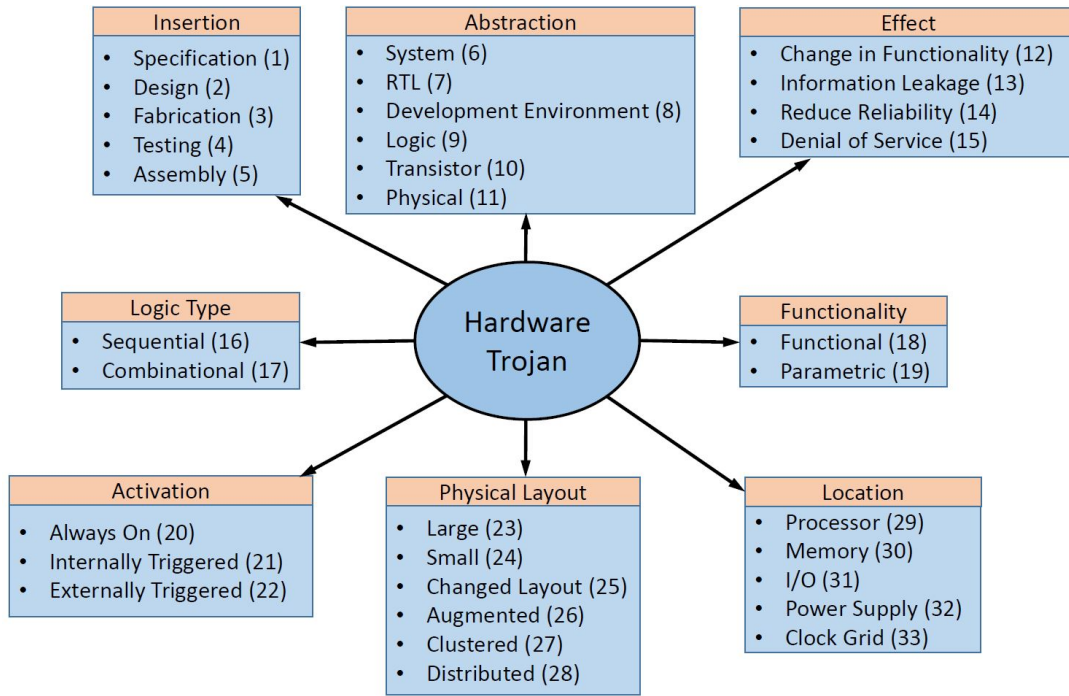 Insertion
• Specification (1)
• Design (2)
• Fabrication (3)
• Testing (4)
• Assembly (5)
Abstraction
• System (6)
• RTL (7)
• Development Environment (8)
• Logic (9)
• Transistor (10)
• Physical (11)
Effect
• Change in Functionality (12)
• Information Leakage (13)
• Reduce Reliability (14)
• Denial of Service (15)
Logic Type
• Sequential (16)
• Combinational (17)
Hardware
Trojan
Functionality
• Functional (18)
• Parametric (19)
Activation
• Always On (20)
• Internally Triggered (21)
• Externally Triggered (22)
Physical Layout
• Large (23)
• Small (24)
• Changed Layout (25)
• Augmented (26)
• Clustered (27)
• Distributed (28)
Location
• Processor (29)
• Memory (30)
• I/O (31)
• Power Supply (32)
• Clock Grid (33)